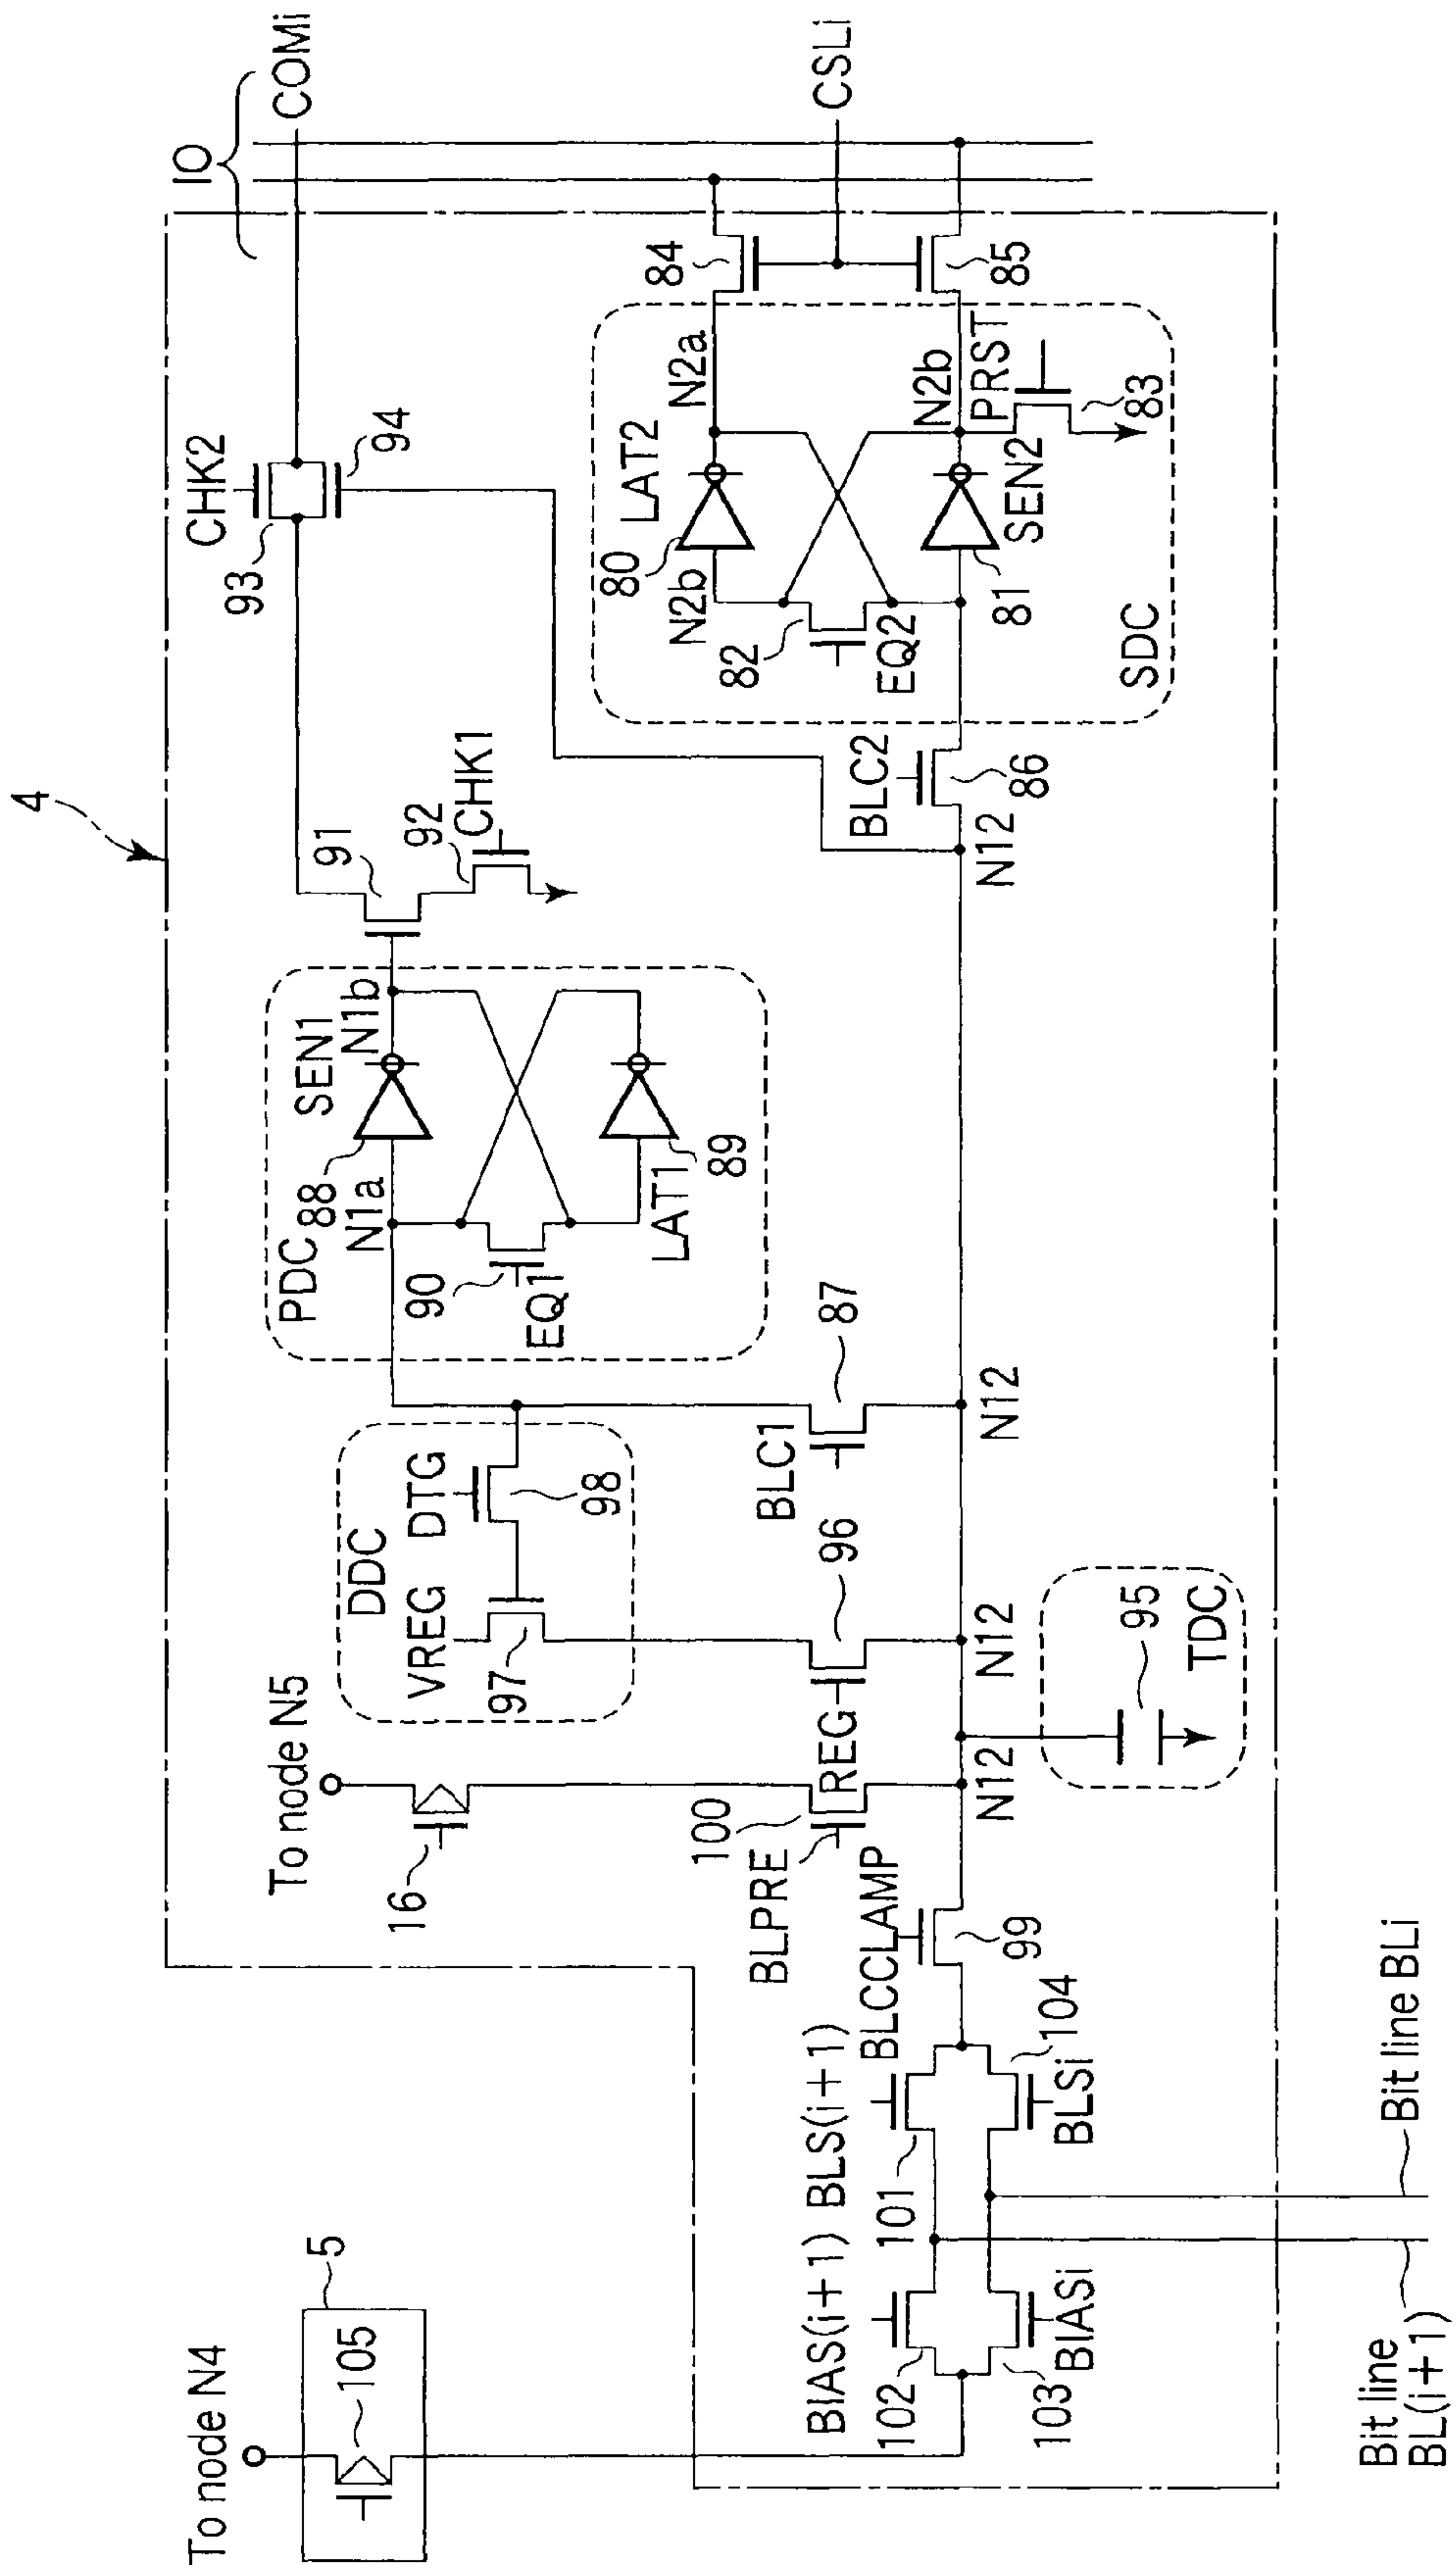 4
IO
COMi
CHK2
93
94
CSLi
84
85
LAT2
N2a
80
N2b
82
EQ2
N2b
PRST
SEN2
81
83
SDC
BLC2
86
N12
91
92
CHK1
SEN1
N1b
88
N1a
PDC
90
EQ1
LAT1
89
DDC
VREG
DTG
97
98
BLC1
87
N12
96
REG
N12
95
TDC
To node N5
16
100
BLPRE
N12
BLCCLAMP
99
BIAS(i+1)
BLS(i+1)
101
104
BLSi
102
103
BIASi
To node N4
5
105
Bit line BLi
Bit line
BL(i+1)